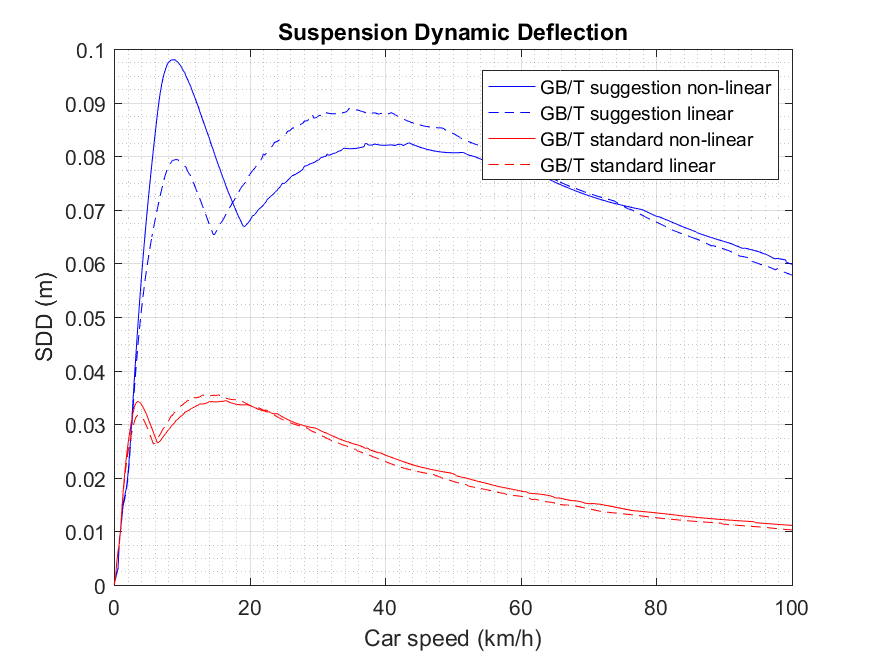 Suspension Dynamic Deflection
0.1
0.09
0.08
0.07
0.06
0.05
0.04
0.03
0.02
0.01
0
SDD (m)
GB/T suggestion non-linear
GB/T suggestion linear
GB/T standard non-linear
GB/T standard linear
0 20 40 60 80 100
Car speed (km/h)